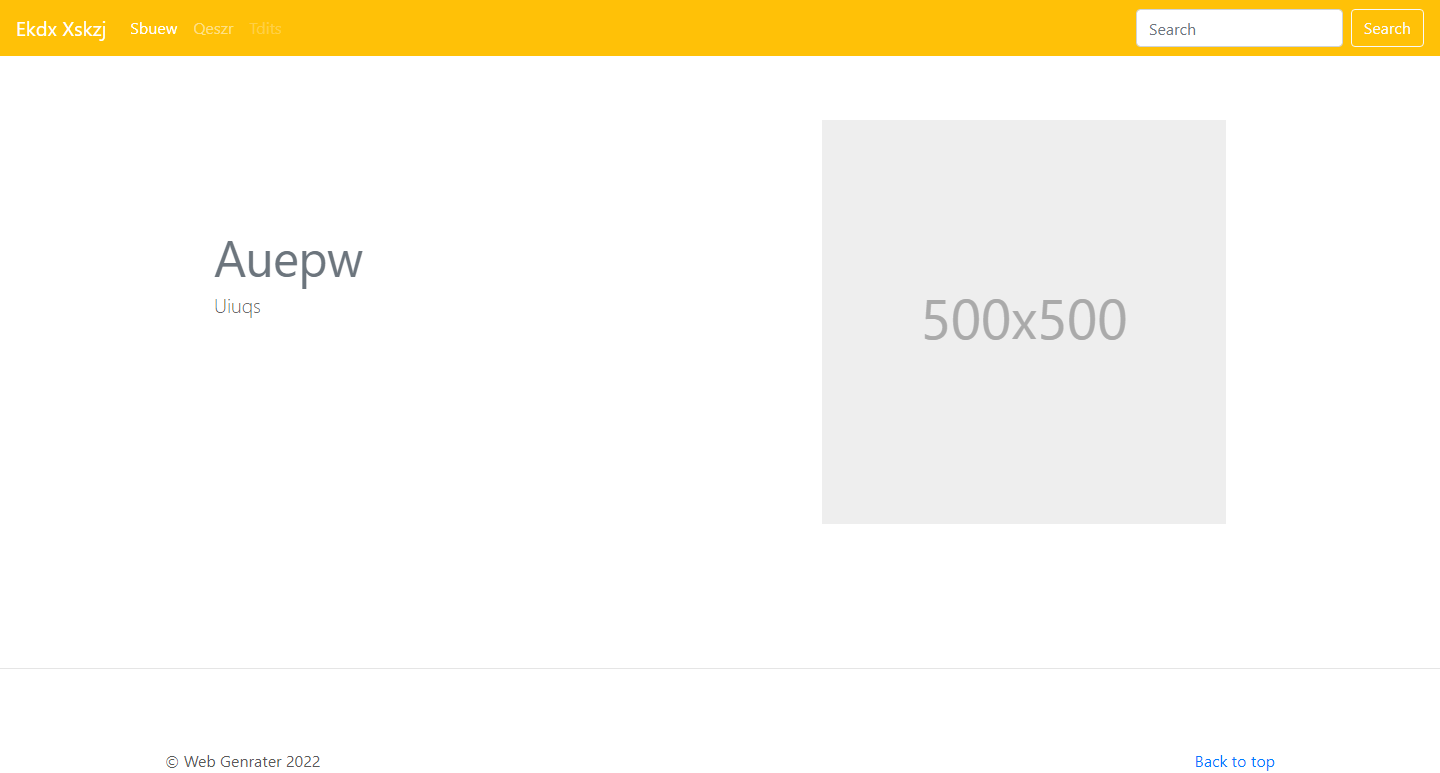 Ekdx Xskzj Sbuew Qeszr Tdits Search Search
Auepw
Uiuqs
500x500
© Web Genrater 2022 Back to top